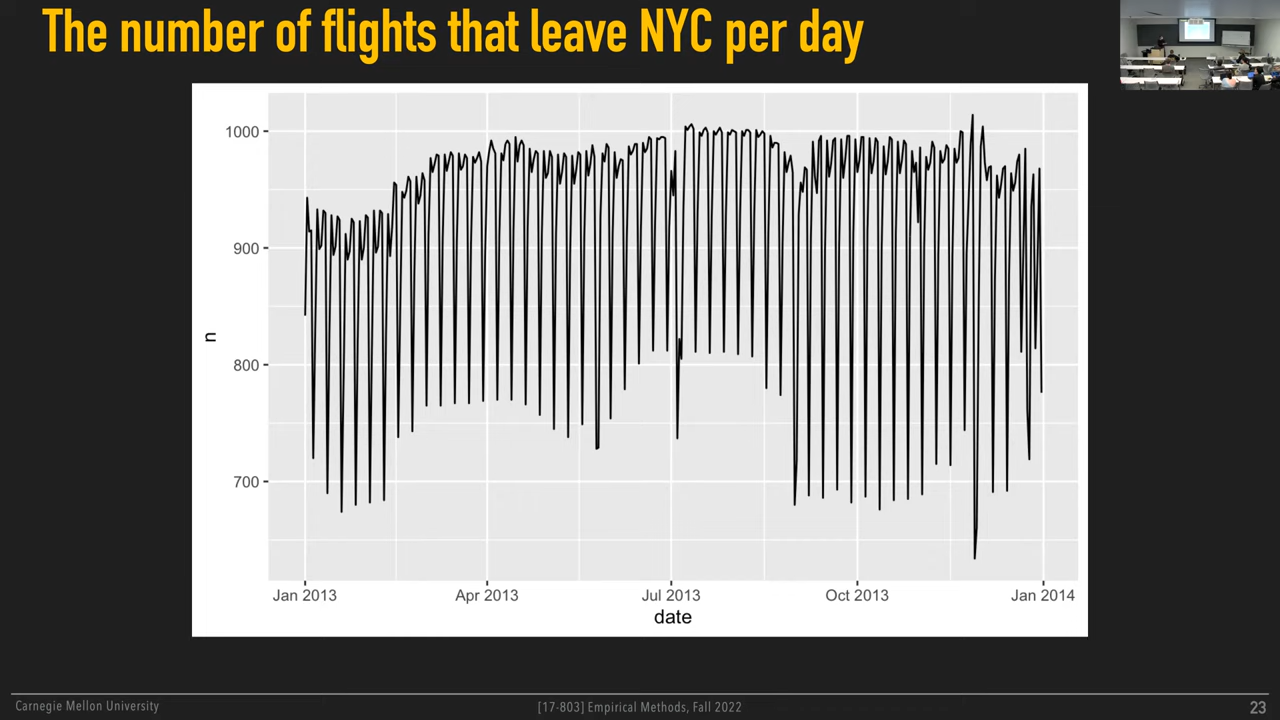 The number of flights that leave NYC per day
1000
900
800
700
n
Jan 2013
Apr 2013
Jul 2013
Oct 2013
Jan 2014
date
Carnegie Mellon University
[17-803] Empirical Methods, Fall 2022
23